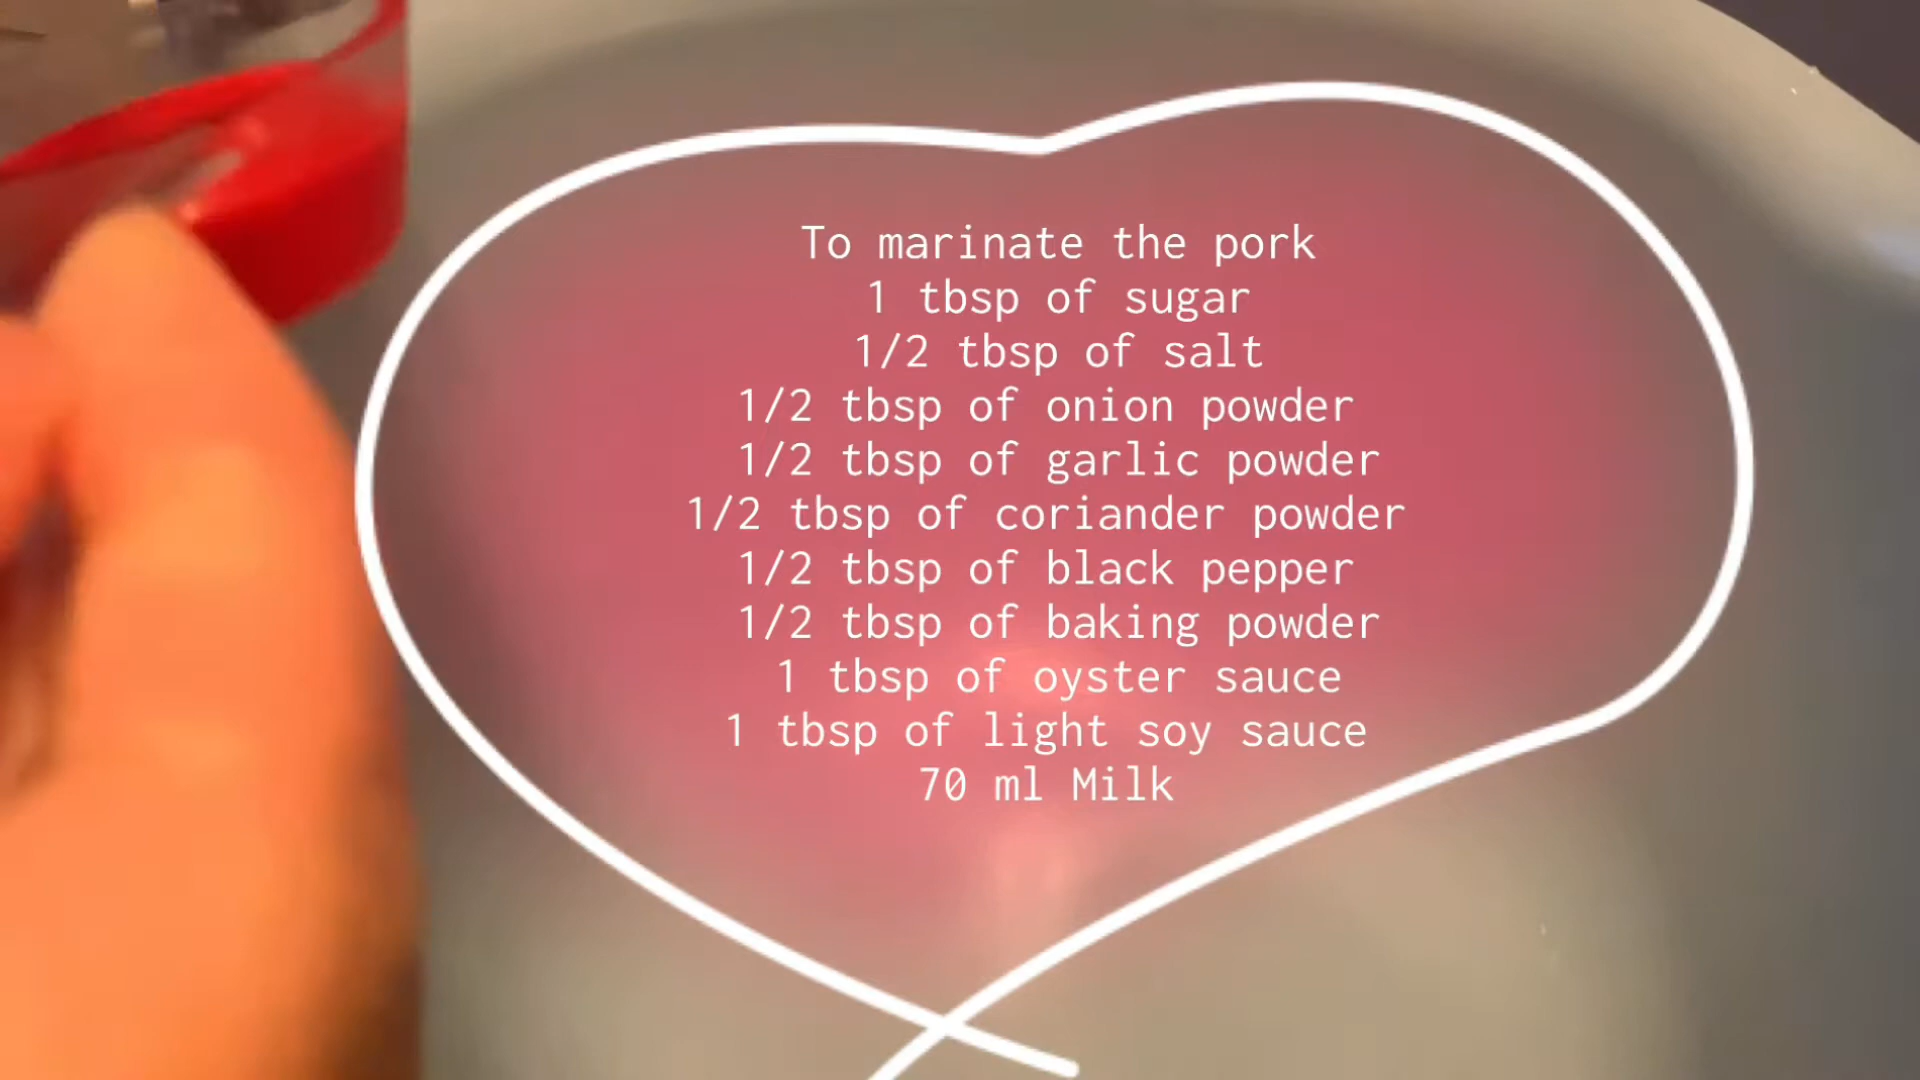 To marinate the pork
1 tbsp of sugar
1/2 tbsp of salt
1/2 tbsp of onion powder
1/2 tbsp of garlic powder
1/2 tbsp of coriander powder
1/2 tbsp of black pepper
1/2 tbsp of baking powder
1 tbsp of oyster sauce
1 tbsp of light soy sauce
70 ml Milk